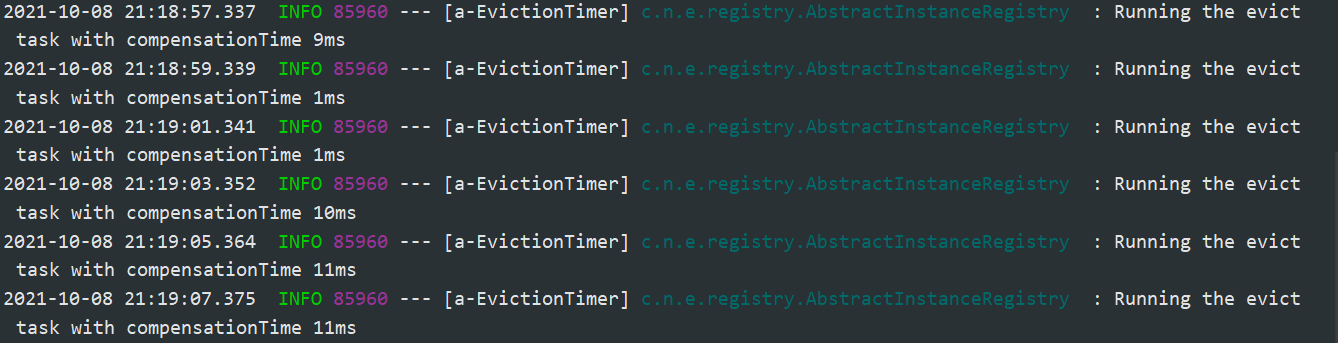 2021-10-08 21:18:57.337  INFO 85960 --- [a-EvictionTimer] c.n.e.registry.AbstractInstanceRegistry  : Running the evict
 task with compensationTime 9ms
2021-10-08 21:18:59.339  INFO 85960 --- [a-EvictionTimer] c.n.e.registry.AbstractInstanceRegistry  : Running the evict
 task with compensationTime 1ms
2021-10-08 21:19:01.341  INFO 85960 --- [a-EvictionTimer] c.n.e.registry.AbstractInstanceRegistry  : Running the evict
 task with compensationTime 1ms
2021-10-08 21:19:03.352  INFO 85960 --- [a-EvictionTimer] c.n.e.registry.AbstractInstanceRegistry  : Running the evict
 task with compensationTime 10ms
2021-10-08 21:19:05.364  INFO 85960 --- [a-EvictionTimer] c.n.e.registry.AbstractInstanceRegistry  : Running the evict
 task with compensationTime 11ms
2021-10-08 21:19:07.375  INFO 85960 --- [a-EvictionTimer] c.n.e.registry.AbstractInstanceRegistry  : Running the evict
 task with compensationTime 11ms